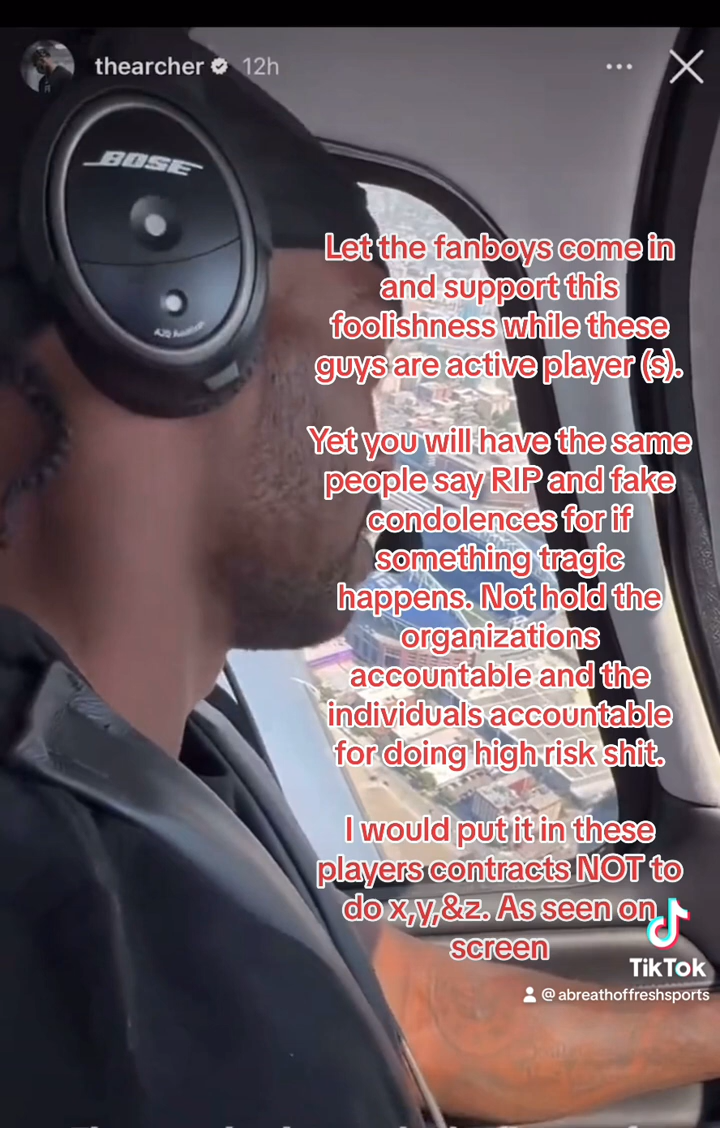 thearcher 12h
BOSE
A20 Aviation
Let the fanboys come in
and support this
foolishness while these
guys are active player (s).
Yet you will have the same
people say RIP and fake
condolences for if
something tragic
happens. Not hold the
organizations
accountable and the
individuals accountable
for doing high risk shit.
I would put it in these
players contracts NOT to
do x,y,&z. As seen on
screen
TikTok
@abreathoffreshsports